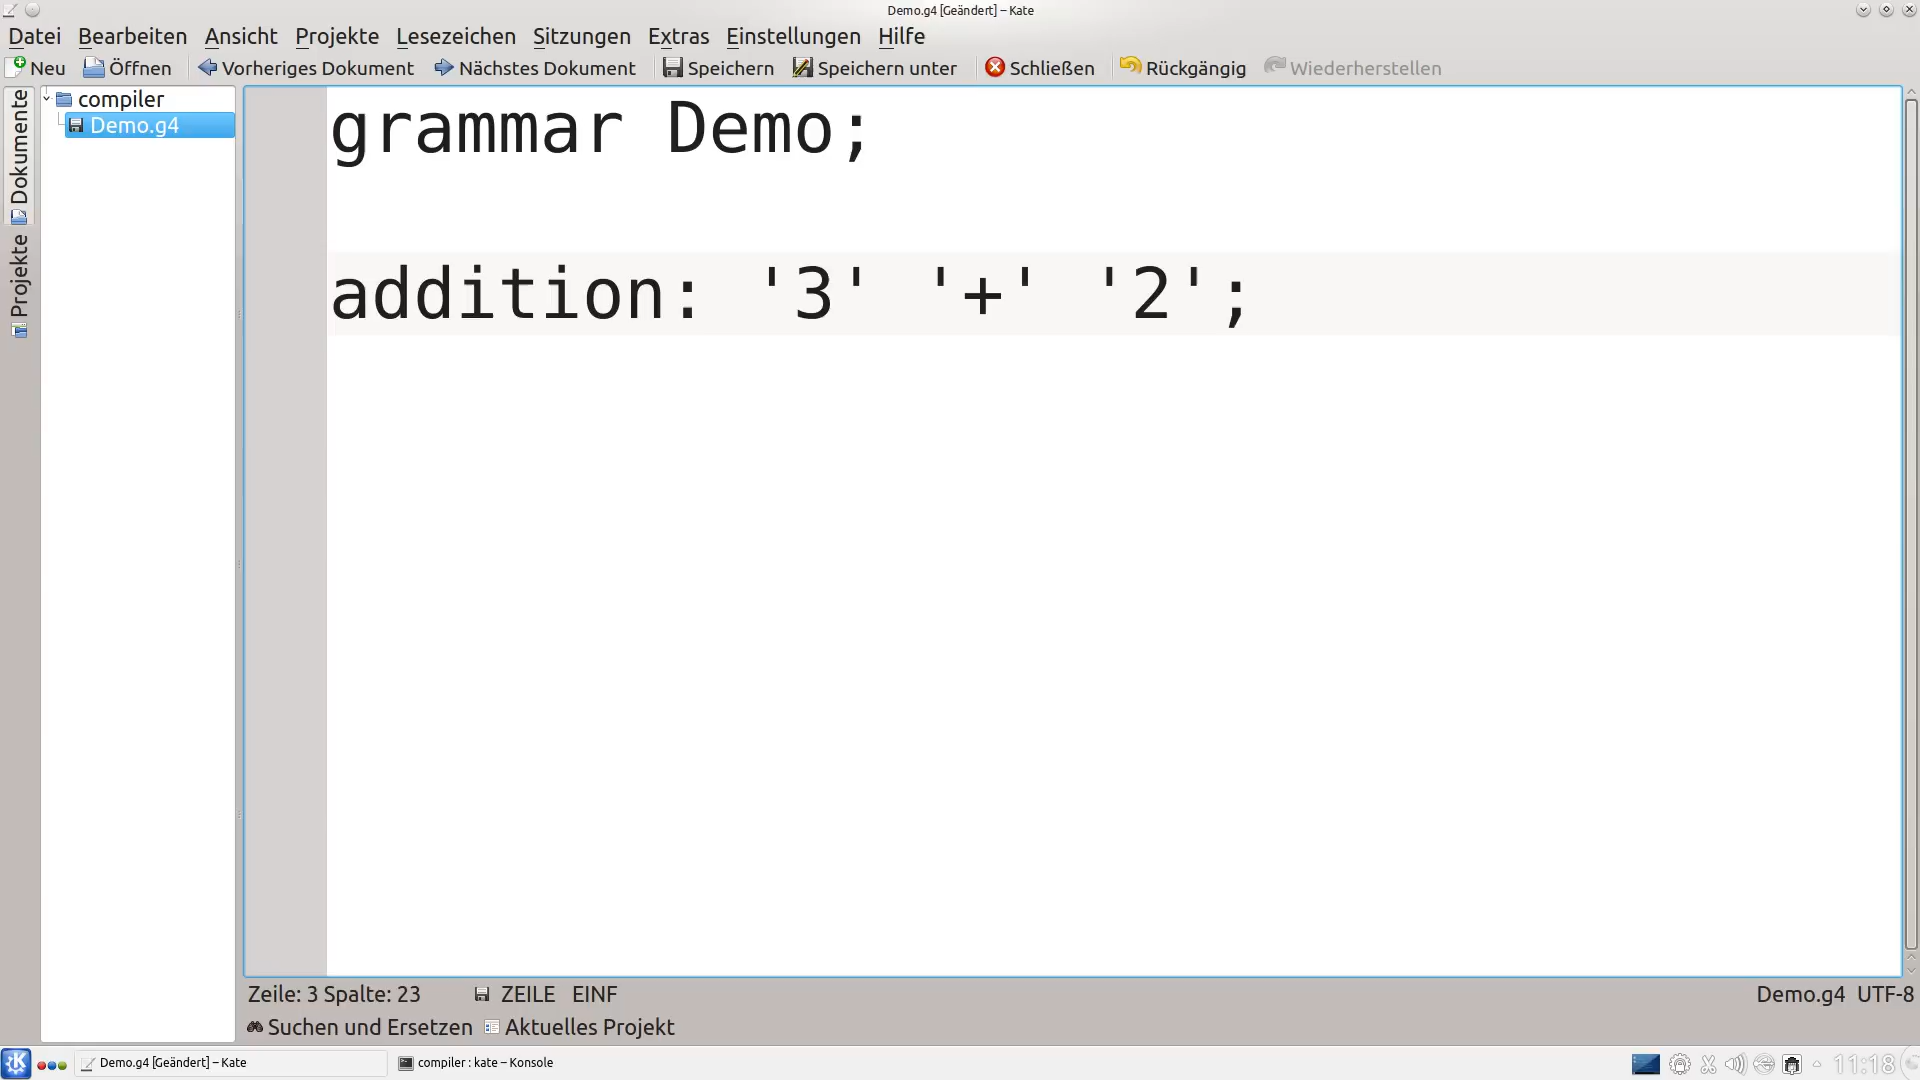 Demo.g4 [Geändert] – Kate
Datei Bearbeiten Ansicht Projekte Lesezeichen Sitzungen Extras Einstellungen Hilfe
Neu Öffnen Vorheriges Dokument Nächstes Dokument Speichern Speichern unter Schließen Rückgängig Wiederherstellen
Dokumente
Projekte
compiler
Demo.g4
grammar Demo;
addition: '3' '+' '2';
Zeile: 3 Spalte: 23 ZEILE EINF Demo.g4 UTF-8
Suchen und Ersetzen Aktuelles Projekt
Demo.g4 [Geändert] – Kate compiler : kate – Konsole 11:18